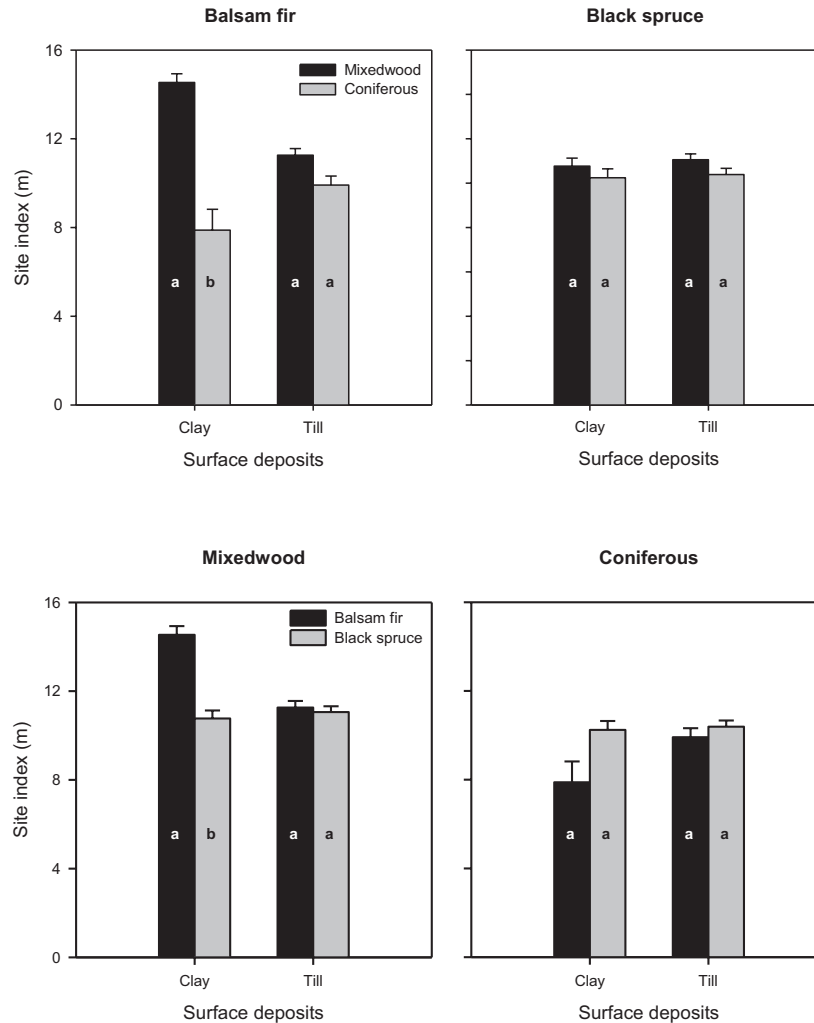 Balsam fir
Black spruce
16
12
8
4
0
Site index (m)
Mixedwood
Coniferous
a b a a
a a a a
Clay Till
Clay Till
Surface deposits
Surface deposits
Mixedwood
Coniferous
16
12
8
4
0
Site index (m)
Balsam fir
Black spruce
a b a a
a a a a
Clay Till
Clay Till
Surface deposits
Surface deposits